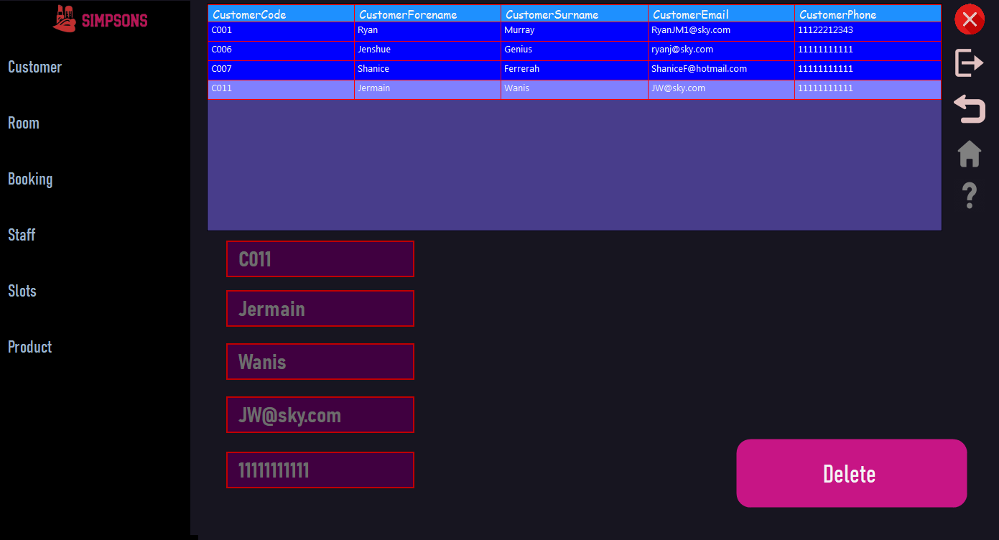 SIMPSONS
Customer
Room
Booking
Staff
Slots
Product
CustomerCode CustomerForename CustomerSurname CustomerEmail CustomerPhone
C001 Ryan Murray RyanJM1@sky.com 11122212343
C006 Jenshue Genius ryanj@sky.com 11111111111
C007 Shanice Ferrerah ShaniceF@hotmail.com 11111111111
C011 Jermain Wanis JW@sky.com 11111111111
C011
Jermain
Wanis
JW@sky.com
11111111111
Delete